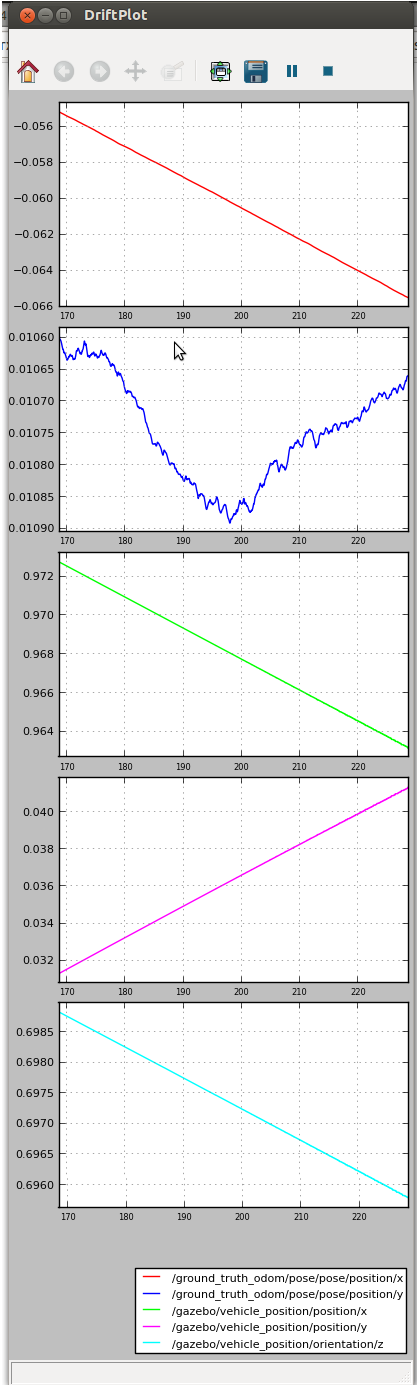 DriftPlot
−0.056
−0.058
−0.060
−0.062
−0.064
−0.066
170 180 190 200 210 220
0.01060
0.01065
0.01070
0.01075
0.01080
0.01085
0.01090
170 180 190 200 210 220
0.972
0.970
0.968
0.966
0.964
170 180 190 200 210 220
0.040
0.038
0.036
0.034
0.032
170 180 190 200 210 220
0.6985
0.6980
0.6975
0.6970
0.6965
0.6960
170 180 190 200 210 220
/ground_truth_odom/pose/pose/position/x
/ground_truth_odom/pose/pose/position/y
/gazebo/vehicle_position/position/x
/gazebo/vehicle_position/position/y
/gazebo/vehicle_position/orientation/z